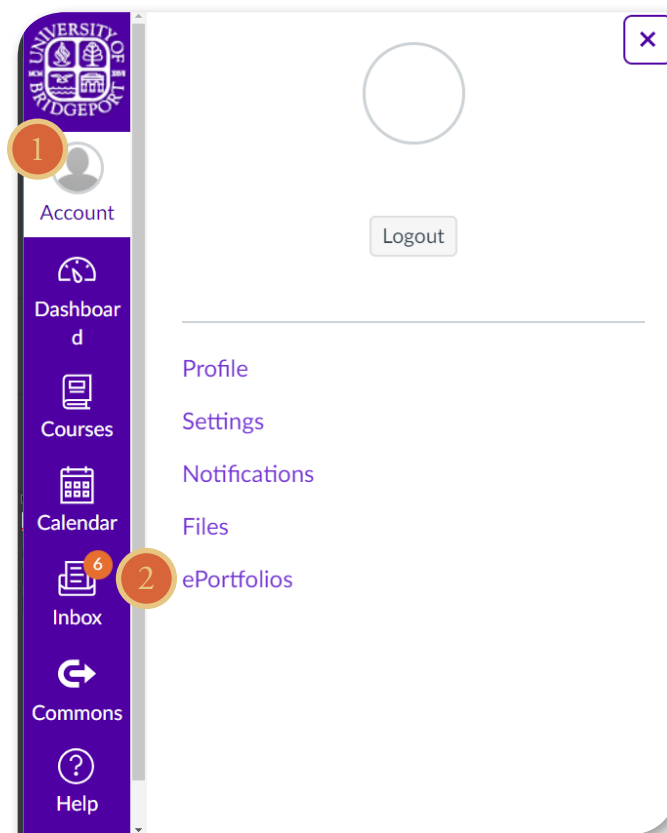 UNIVERSITY OF
BRIDGEPORT
1
Account
Dashboar
d
Courses
Calendar
6
Inbox
Commons
Help
×
Logout
Profile
Settings
Notifications
Files
2
ePortfolios